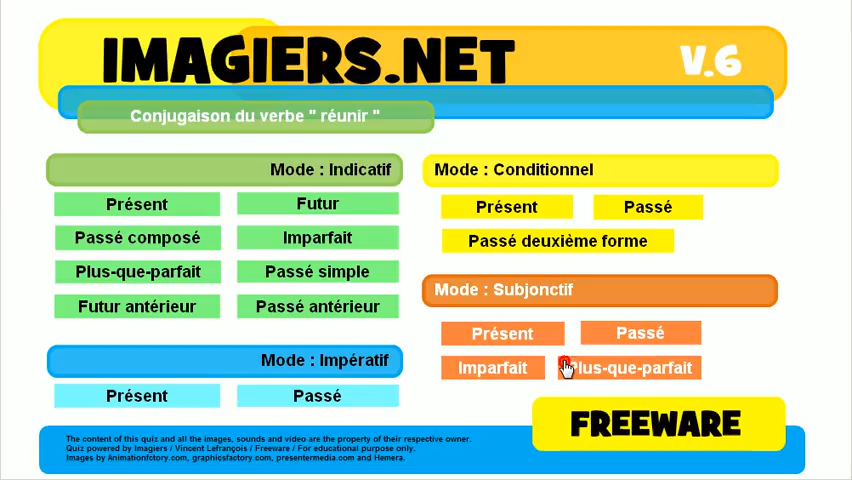 IMAGIERS.NET
V.6
Conjugaison du verbe " réunir "
Mode : Indicatif
Présent
Futur
Passé composé
Imparfait
Plus-que-parfait
Passé simple
Futur antérieur
Passé antérieur
Mode : Impératif
Présent
Passé
Mode : Conditionnel
Présent
Passé
Passé deuxième forme
Mode : Subjonctif
Présent
Passé
Imparfait
Plus-que-parfait
FREEWARE
The content of this quiz and all the images, sounds and video are the property of their respective owner.
Quiz powered by Imagiers / Vincent Lefrançois / Freeware / For educational purpose only.
Images by Animationfctory.com, graphicsfactory.com, presentermedia.com and Hemera.